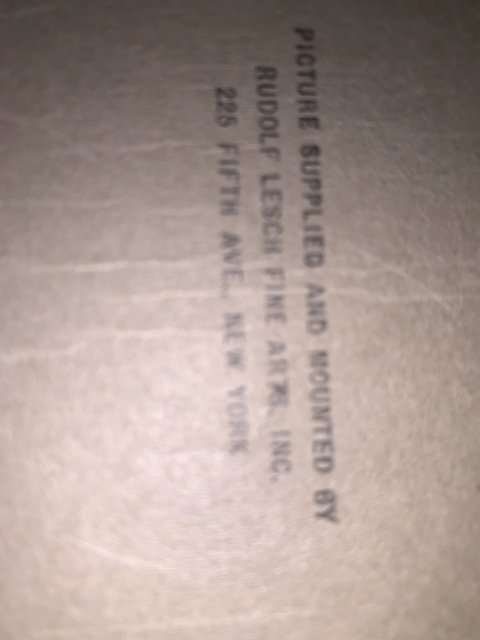 PICTURE SUPPLIED AND MOUNTED BY
RUDOLF LESCH FINE ARTS, INC.
225 FIFTH AVE., NEW YORK